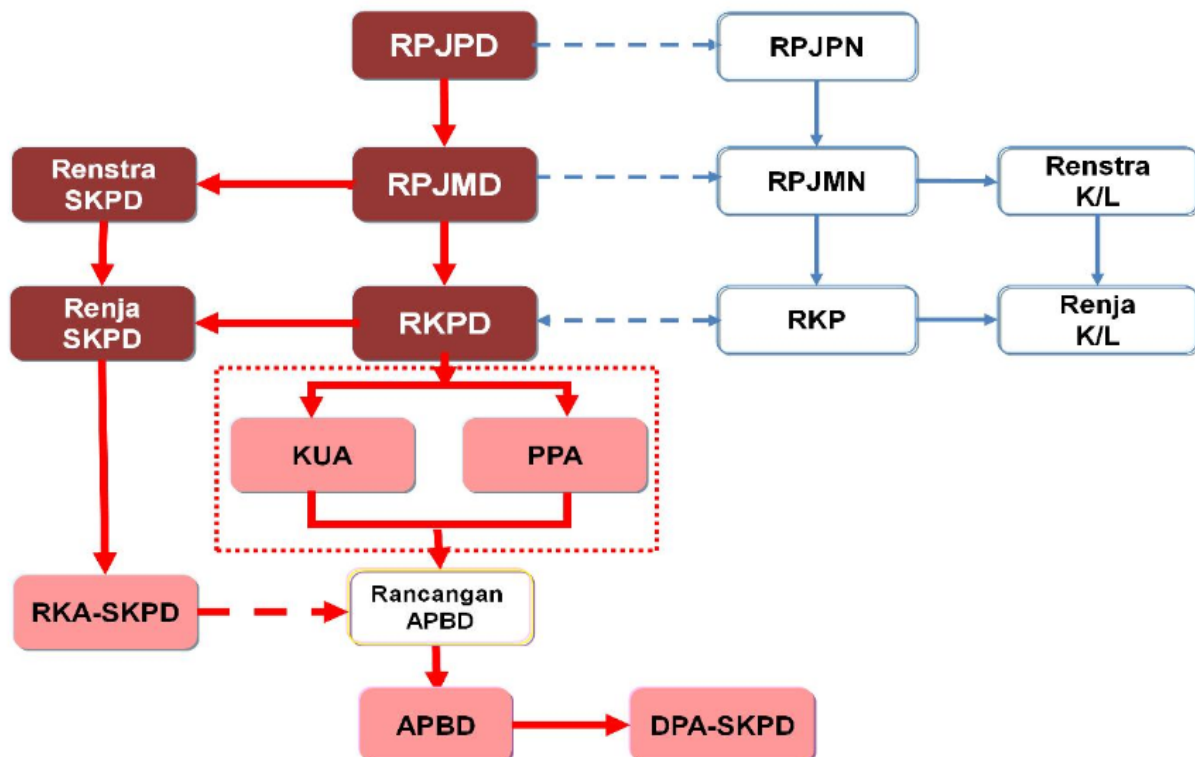 RPJPD
RPJPN
Renstra
SKPD
RPJMD
RPJMN
Renstra
K/L
Renja
SKPD
RKPD
RKP
Renja
K/L
KUA
PPA
RKA-SKPD
Rancangan
APBD
APBD
DPA-SKPD